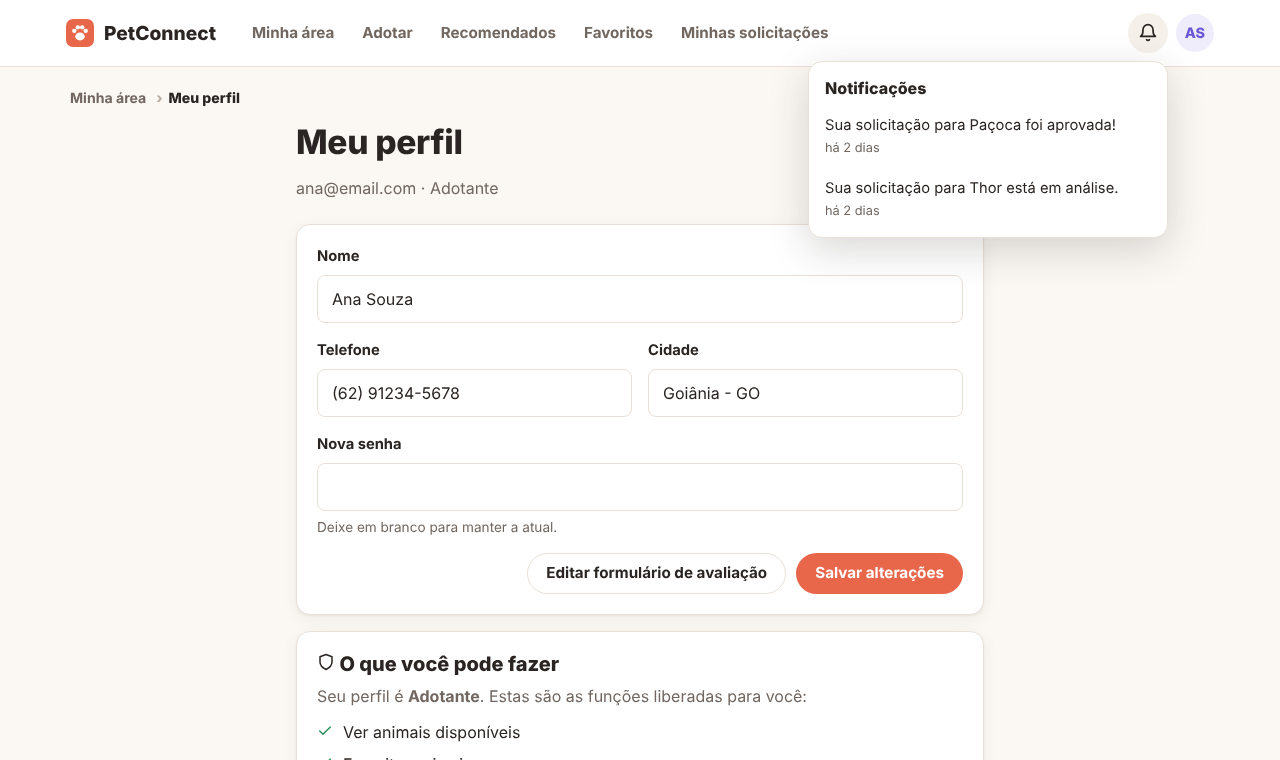 PetConnect
Minha área
Adotar
Recomendados
Favoritos
Minhas solicitações
AS
Notificações
Sua solicitação para Paçoca foi aprovada!
há 2 dias
Sua solicitação para Thor está em análise.
há 2 dias
Minha área › Meu perfil
Meu perfil
ana@email.com · Adotante
Nome
Ana Souza
Telefone
(62) 91234-5678
Cidade
Goiânia - GO
Nova senha
Deixe em branco para manter a atual.
Editar formulário de avaliação
Salvar alterações
O que você pode fazer
Seu perfil é Adotante. Estas são as funções liberadas para você:
Ver animais disponíveis